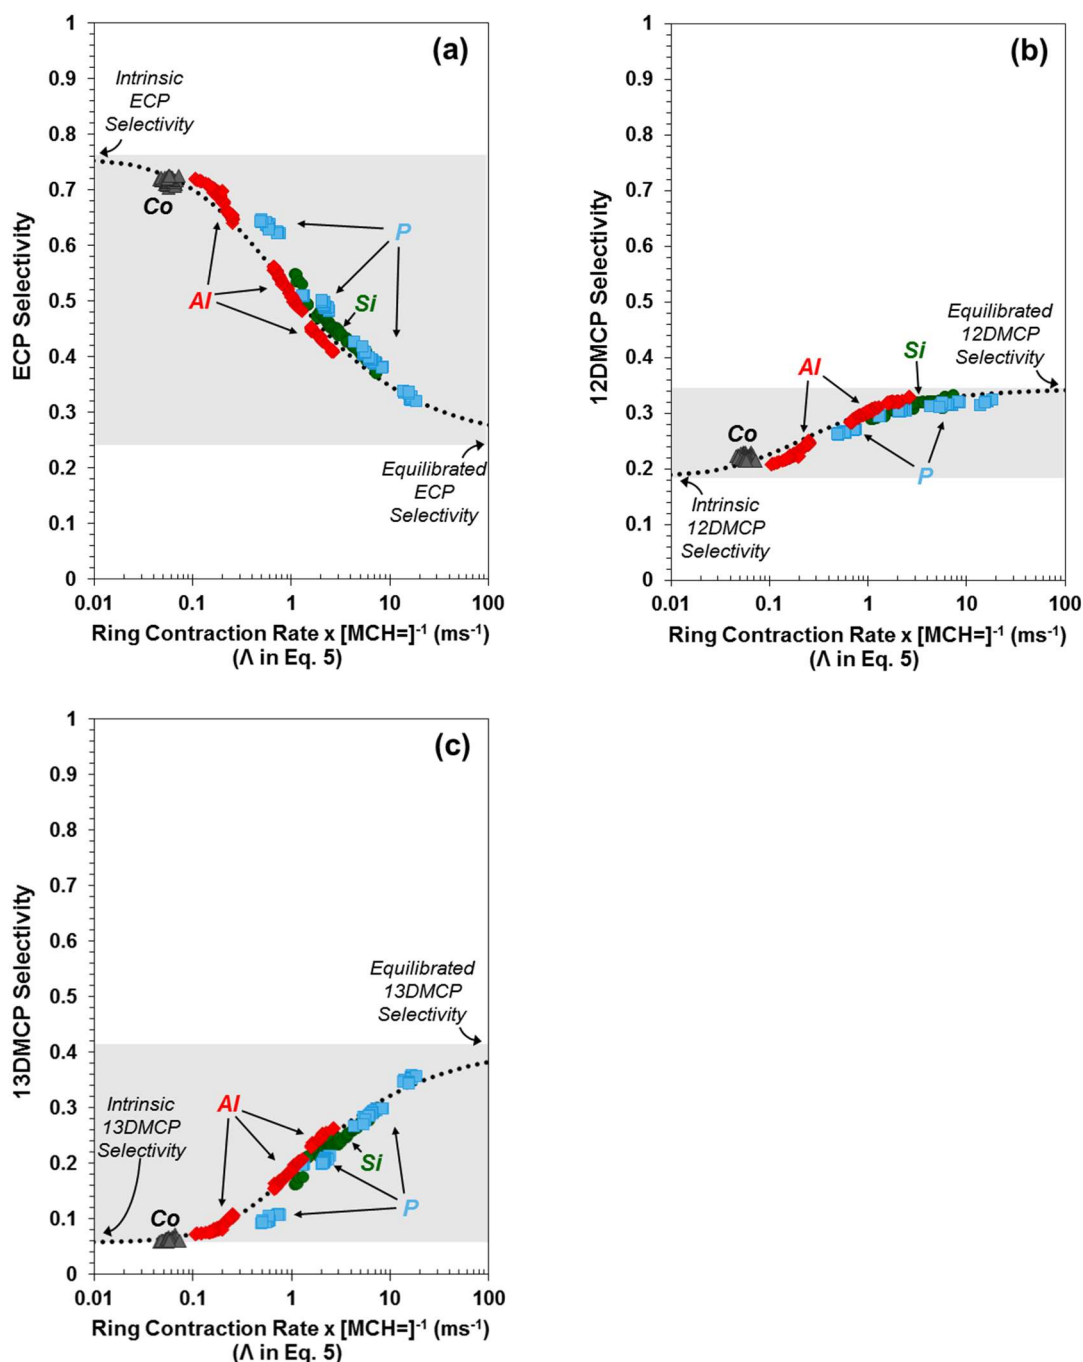 (a)
1
0.9
0.8
0.7
0.6
0.5
0.4
0.3
0.2
0.1
0
ECP Selectivity
Intrinsic
ECP
Selectivity
Co
Al
P
Si
Equilibrated
ECP
Selectivity
0.01 0.1 1 10 100
Ring Contraction Rate x [MCH=]⁻¹ (ms⁻¹)
(Λ in Eq. 5)
(b)
1
0.9
0.8
0.7
0.6
0.5
0.4
0.3
0.2
0.1
0
12DMCP Selectivity
Equilibrated
12DMCP
Selectivity
Si
Al
Co
P
Intrinsic
12DMCP
Selectivity
0.01 0.1 1 10 100
Ring Contraction Rate x [MCH=]⁻¹ (ms⁻¹)
(Λ in Eq. 5)
(c)
1
0.9
0.8
0.7
0.6
0.5
0.4
0.3
0.2
0.1
0
13DMCP Selectivity
Equilibrated
13DMCP
Selectivity
Intrinsic
13DMCP
Selectivity
Al
Si
Co
P
0.01 0.1 1 10 100
Ring Contraction Rate x [MCH=]⁻¹ (ms⁻¹)
(Λ in Eq. 5)